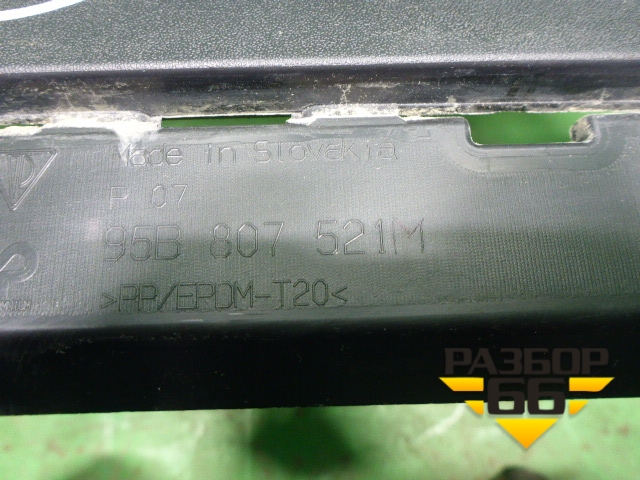 Made in Slovakia
P 07
95B 807 521M
>PP/EPDM-T20<
РАЗБОР
66